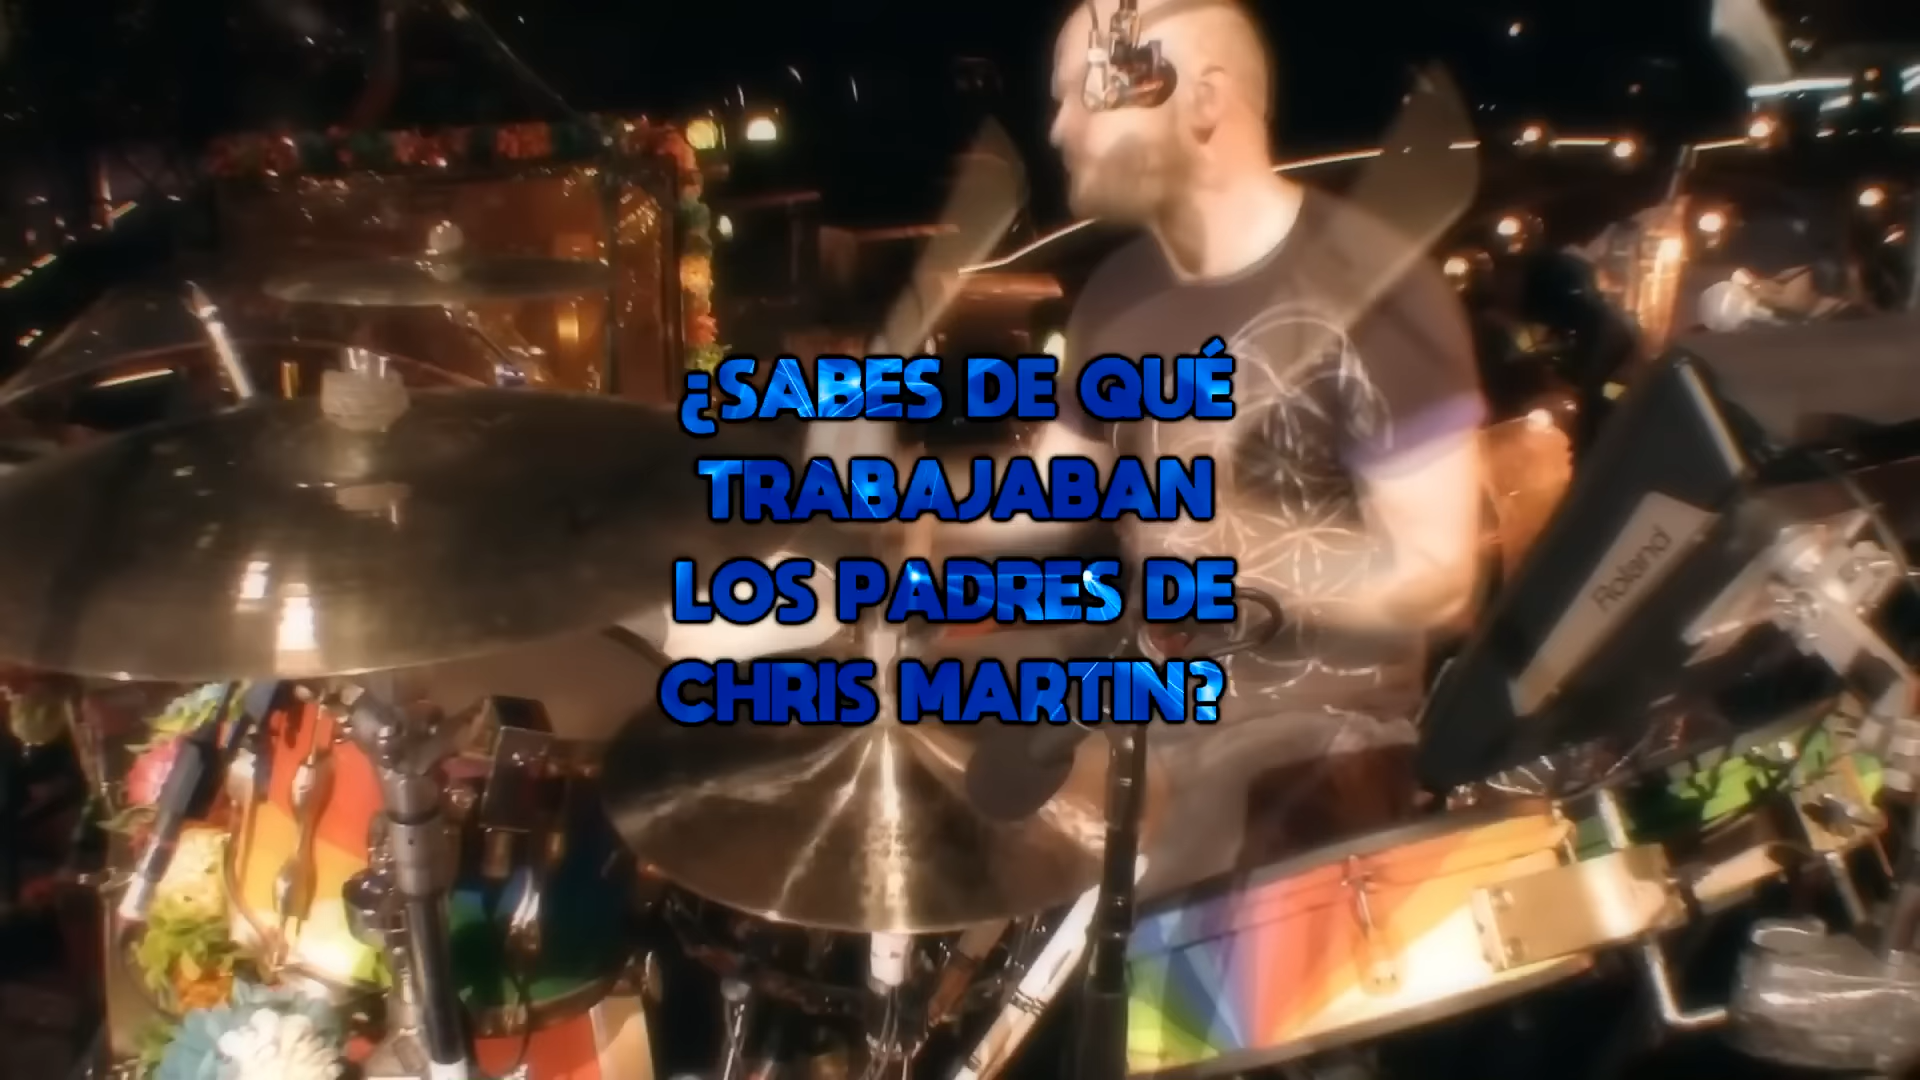 ¿SABES DE QUÉ
TRABAJABAN
LOS PADRES DE
CHRIS MARTIN?
Roland